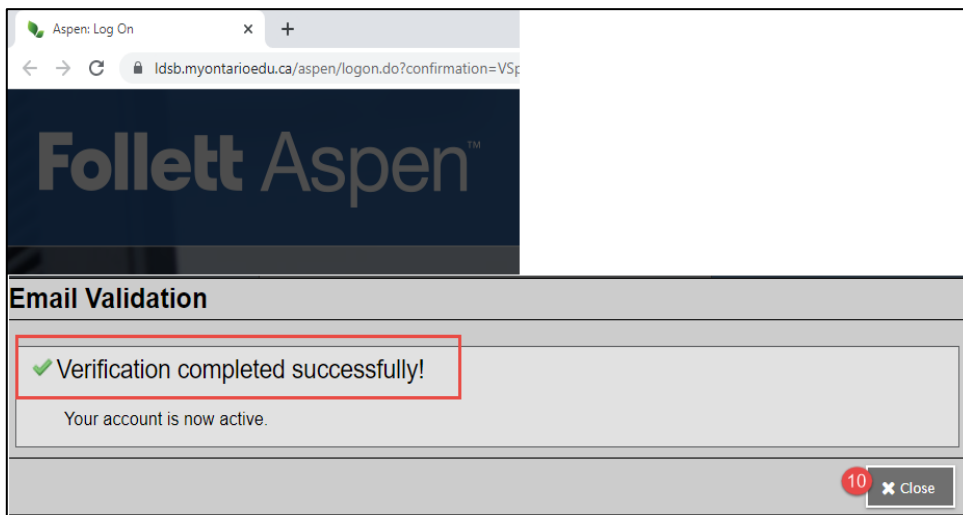 Aspen: Log On × +
ldsb.myontarioedu.ca/aspen/logon.do?confirmation=VSp
Follett Aspen™
Email Validation
Verification completed successfully!
Your account is now active.
10 Close